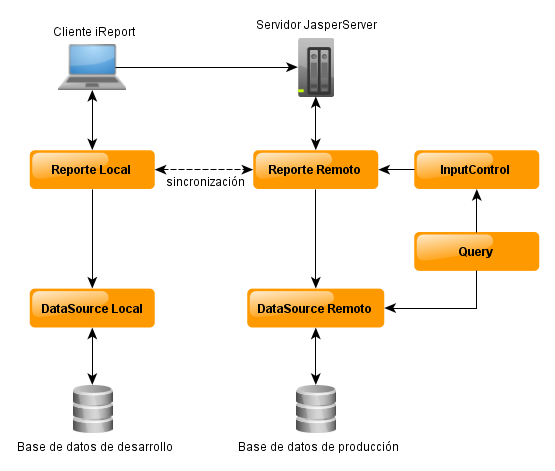 Cliente iReport
Servidor JasperServer
Reporte Local
sincronización
Reporte Remoto
InputControl
Query
DataSource Local
DataSource Remoto
Base de datos de desarrollo
Base de datos de producción